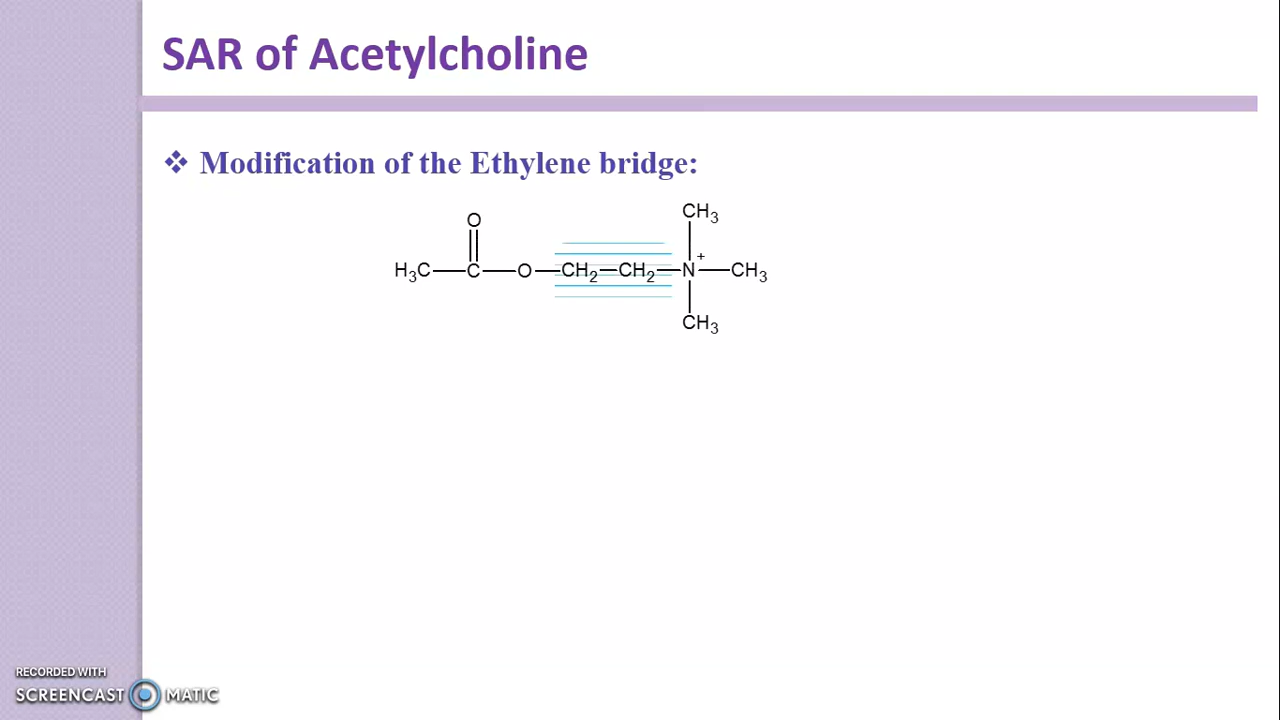 SAR of Acetylcholine
❖ Modification of the Ethylene bridge:
CH3
O
+
H3C C O CH2 CH2 N CH3
CH3
RECORDED WITH
SCREENCAST MATIC